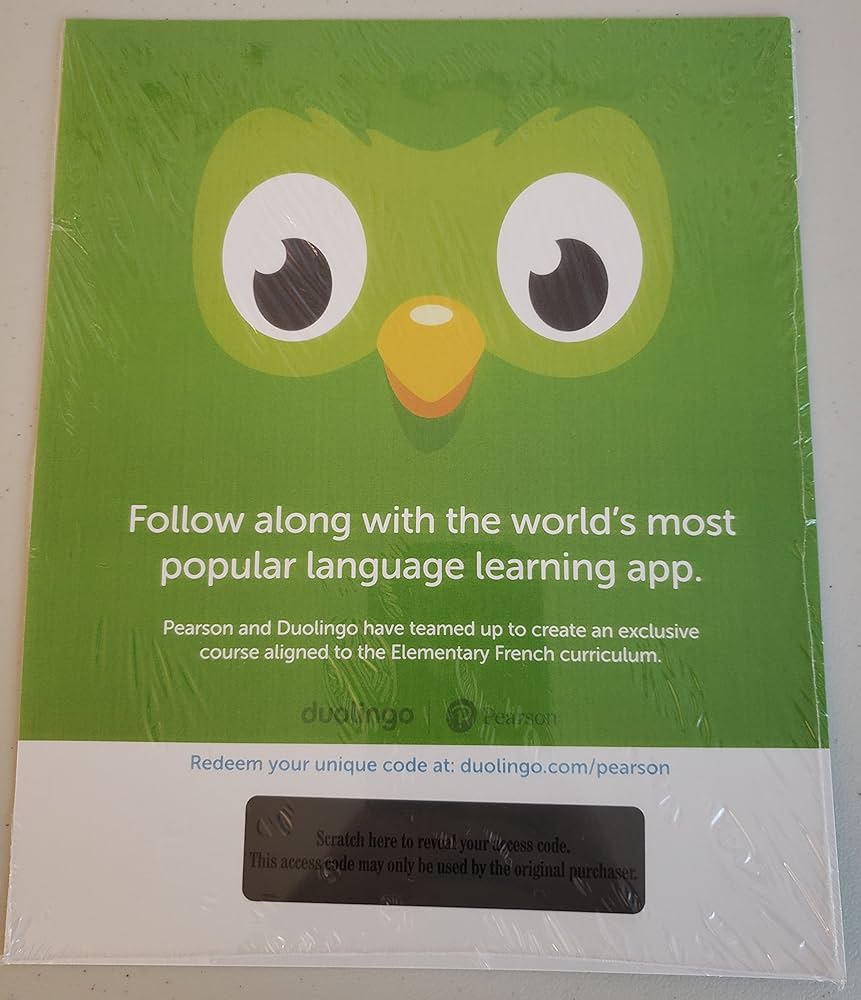 Follow along with the world's most
popular language learning app.
Pearson and Duolingo have teamed up to create an exclusive
course aligned to the Elementary French curriculum.
duolingo | P Pearson
Redeem your unique code at: duolingo.com/pearson
Scratch here to reveal your access code.
This access code may only be used by the original purchaser.